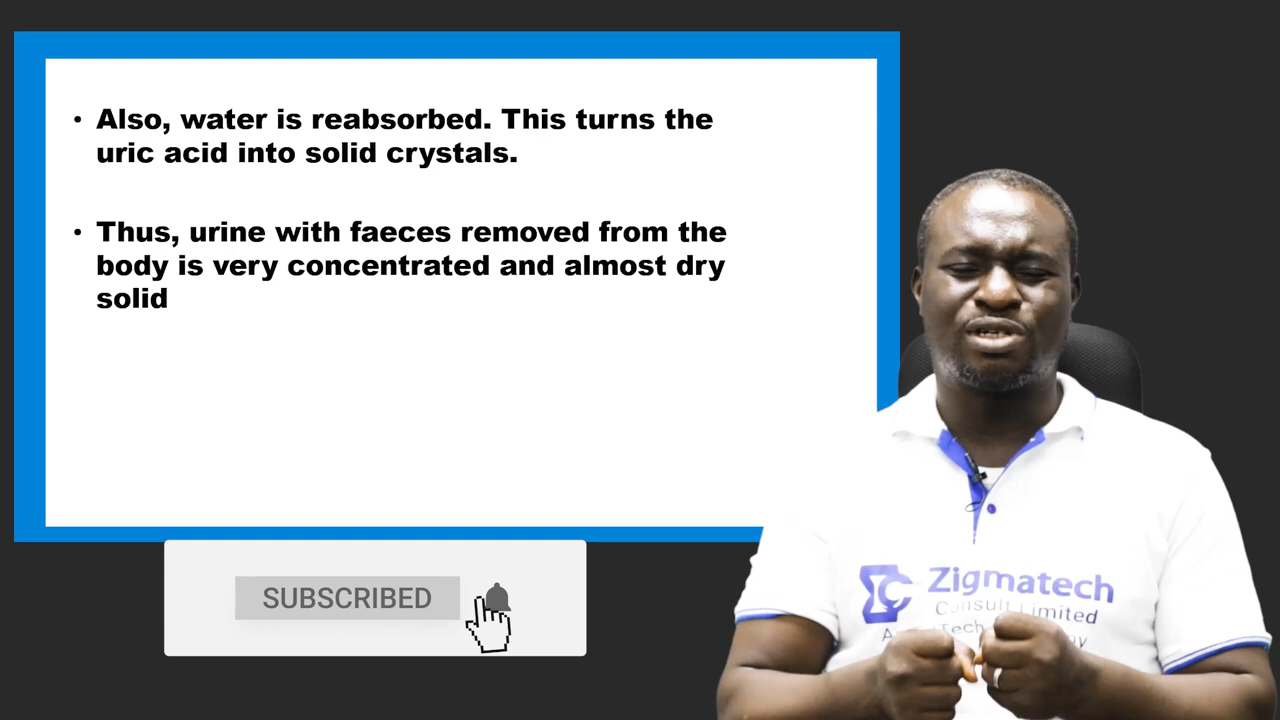 • Also, water is reabsorbed. This turns the
uric acid into solid crystals.
• Thus, urine with faeces removed from the
body is very concentrated and almost dry
solid
SUBSCRIBED
Zigmatech
Consult Limited